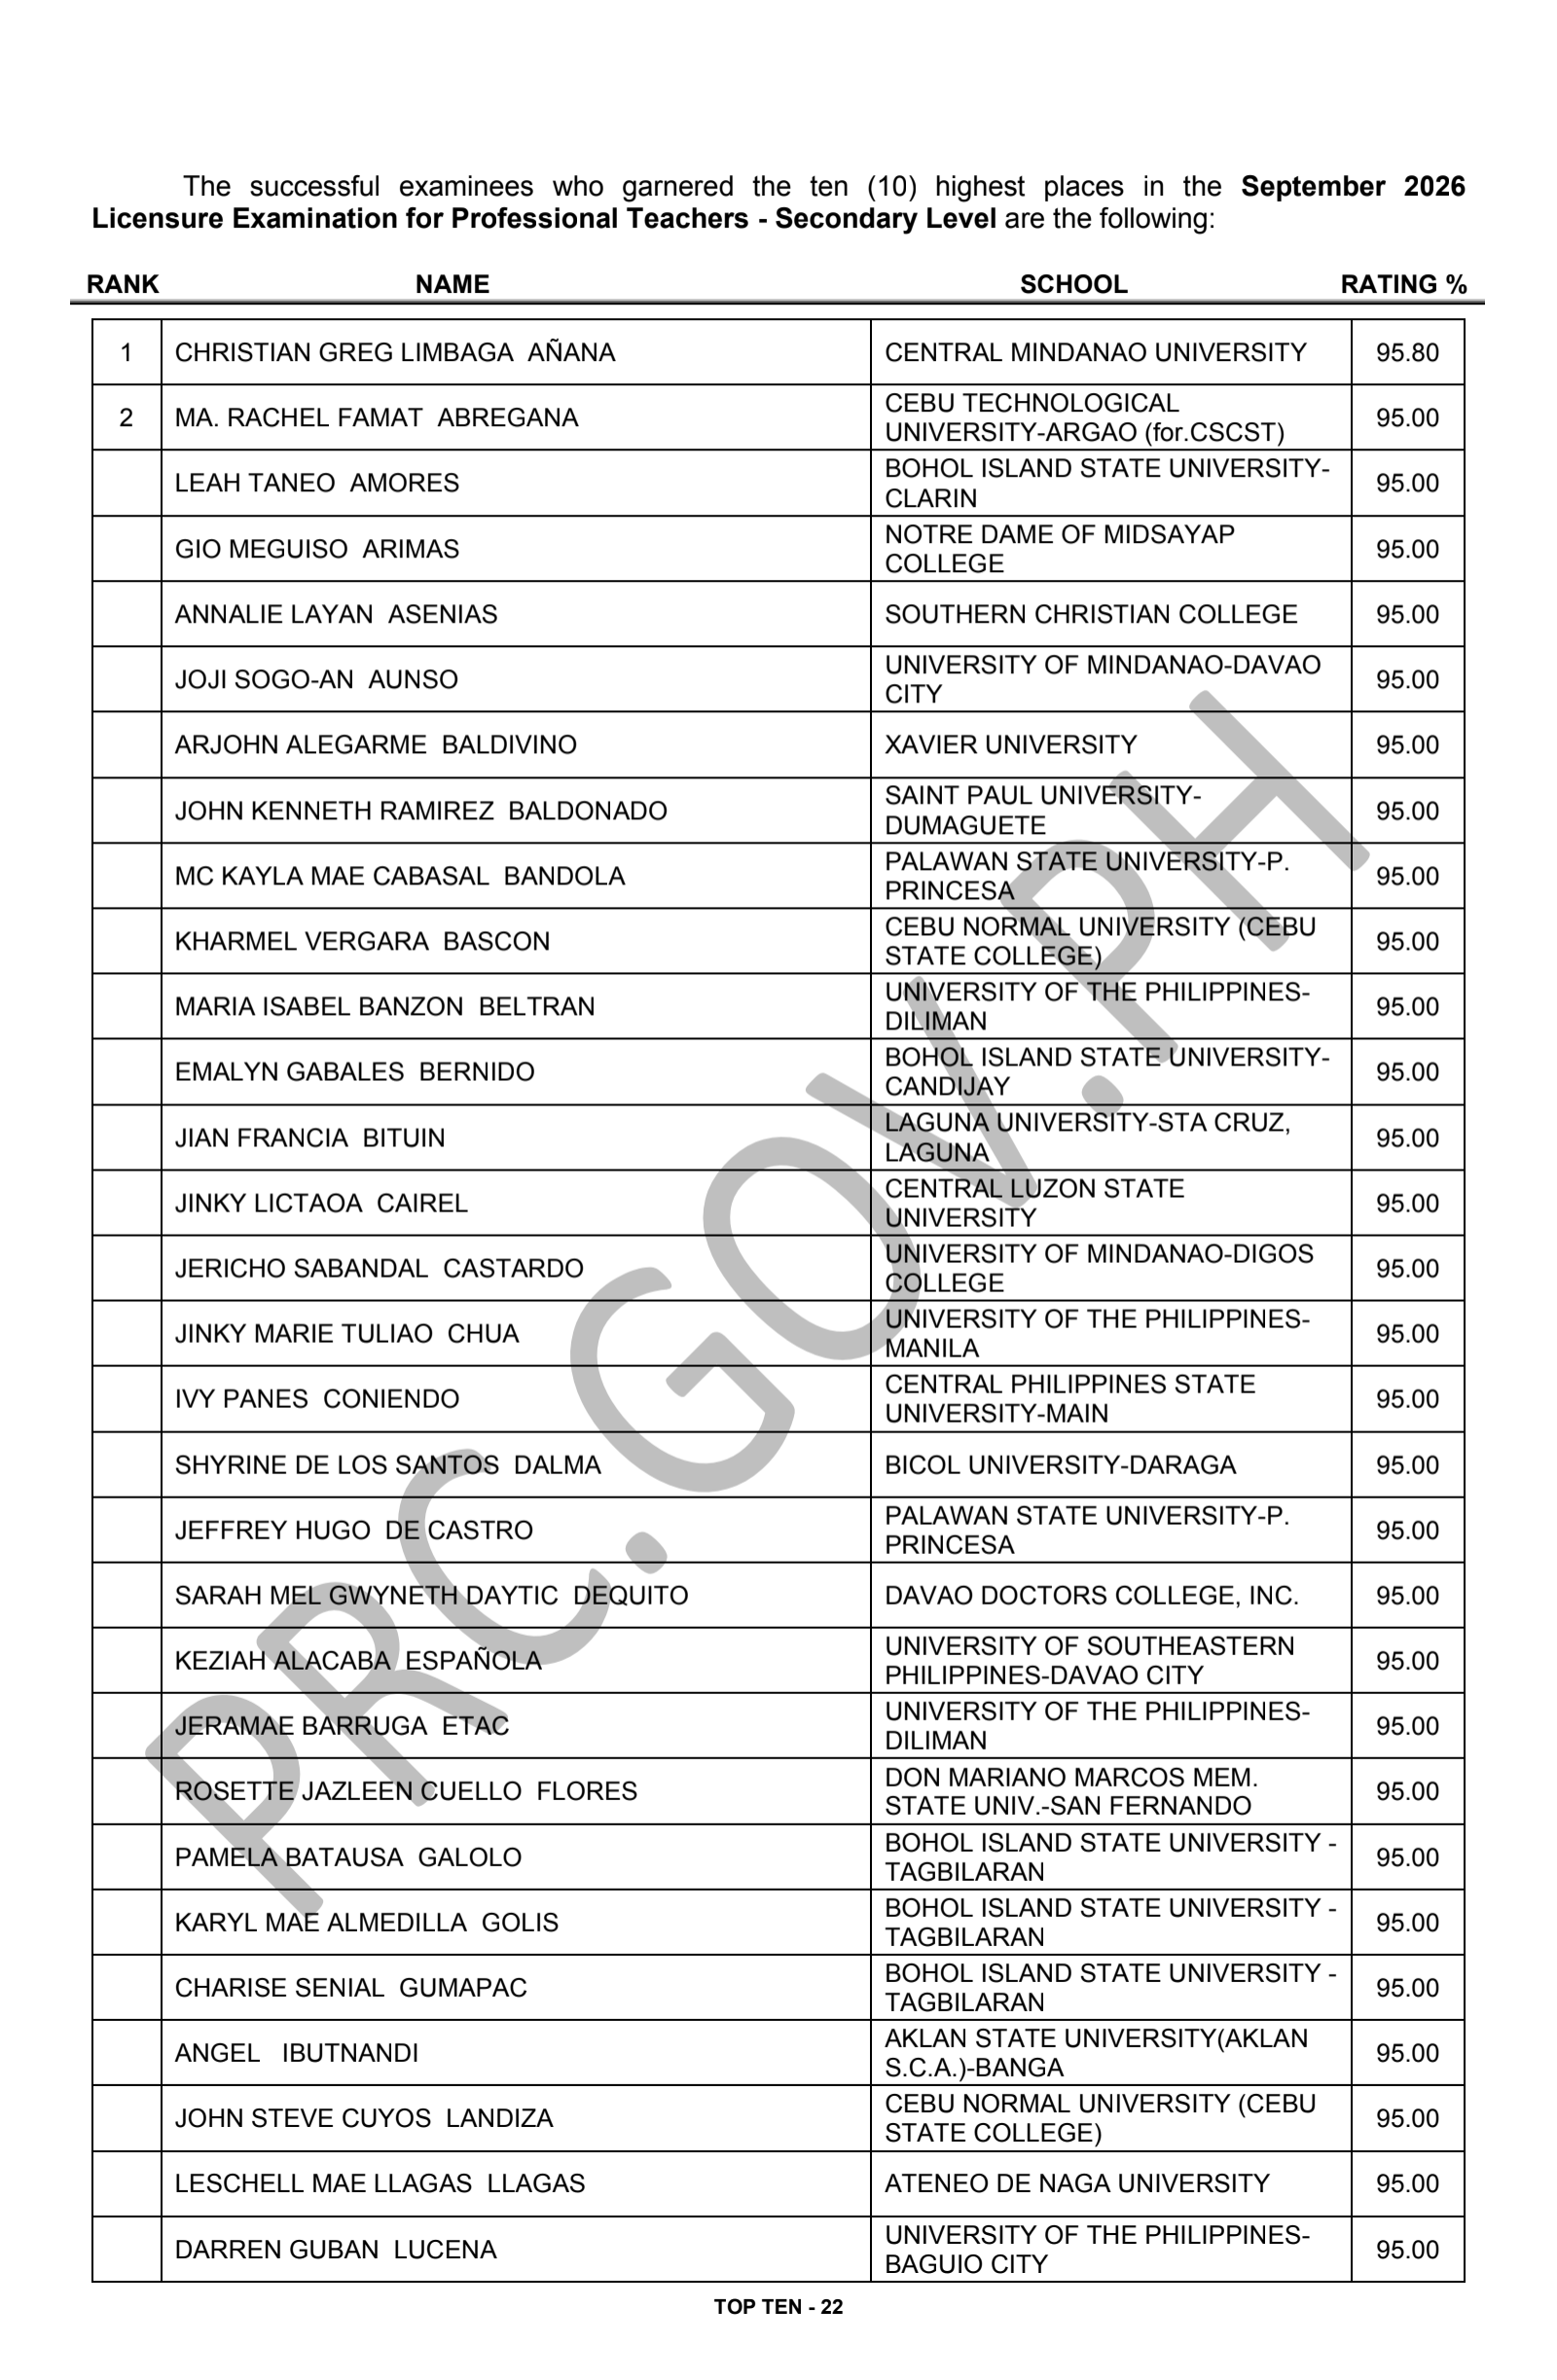 The successful examinees who garnered the ten (10) highest places in the September 2026
Licensure Examination for Professional Teachers - Secondary Level are the following:
RANK NAME SCHOOL RATING %
1 CHRISTIAN GREG LIMBAGA AÑANA CENTRAL MINDANAO UNIVERSITY 95.80
2 MA. RACHEL FAMAT ABREGANA CEBU TECHNOLOGICAL
UNIVERSITY-ARGAO (for.CSCST) 95.00
LEAH TANEO AMORES BOHOL ISLAND STATE UNIVERSITY-
CLARIN 95.00
GIO MEGUISO ARIMAS NOTRE DAME OF MIDSAYAP
COLLEGE 95.00
ANNALIE LAYAN ASENIAS SOUTHERN CHRISTIAN COLLEGE 95.00
JOJI SOGO-AN AUNSO UNIVERSITY OF MINDANAO-DAVAO
CITY 95.00
ARJOHN ALEGARME BALDIVINO XAVIER UNIVERSITY 95.00
JOHN KENNETH RAMIREZ BALDONADO SAINT PAUL UNIVERSITY-
DUMAGUETE 95.00
MC KAYLA MAE CABASAL BANDOLA PALAWAN STATE UNIVERSITY-P.
PRINCESA 95.00
KHARMEL VERGARA BASCON CEBU NORMAL UNIVERSITY (CEBU
STATE COLLEGE) 95.00
MARIA ISABEL BANZON BELTRAN UNIVERSITY OF THE PHILIPPINES-
DILIMAN 95.00
EMALYN GABALES BERNIDO BOHOL ISLAND STATE UNIVERSITY-
CANDIJAY 95.00
JIAN FRANCIA BITUIN LAGUNA UNIVERSITY-STA CRUZ,
LAGUNA 95.00
JINKY LICTAOA CAIREL CENTRAL LUZON STATE
UNIVERSITY 95.00
JERICHO SABANDAL CASTARDO UNIVERSITY OF MINDANAO-DIGOS
COLLEGE 95.00
JINKY MARIE TULIAO CHUA UNIVERSITY OF THE PHILIPPINES-
MANILA 95.00
IVY PANES CONIENDO CENTRAL PHILIPPINES STATE
UNIVERSITY-MAIN 95.00
SHYRINE DE LOS SANTOS DALMA BICOL UNIVERSITY-DARAGA 95.00
JEFFREY HUGO DE CASTRO PALAWAN STATE UNIVERSITY-P.
PRINCESA 95.00
SARAH MEL GWYNETH DAYTIC DEQUITO DAVAO DOCTORS COLLEGE, INC. 95.00
KEZIAH ALACABA ESPAÑOLA UNIVERSITY OF SOUTHEASTERN
PHILIPPINES-DAVAO CITY 95.00
JERAMAE BARRUGA ETAC UNIVERSITY OF THE PHILIPPINES-
DILIMAN 95.00
ROSETTE JAZLEEN CUELLO FLORES DON MARIANO MARCOS MEM.
STATE UNIV.-SAN FERNANDO 95.00
PAMELA BATAUSA GALOLO BOHOL ISLAND STATE UNIVERSITY -
TAGBILARAN 95.00
KARYL MAE ALMEDILLA GOLIS BOHOL ISLAND STATE UNIVERSITY -
TAGBILARAN 95.00
CHARISE SENIAL GUMAPAC BOHOL ISLAND STATE UNIVERSITY -
TAGBILARAN 95.00
ANGEL IBUTNANDI AKLAN STATE UNIVERSITY(AKLAN
S.C.A.)-BANGA 95.00
JOHN STEVE CUYOS LANDIZA CEBU NORMAL UNIVERSITY (CEBU
STATE COLLEGE) 95.00
LESCHELL MAE LLAGAS LLAGAS ATENEO DE NAGA UNIVERSITY 95.00
DARREN GUBAN LUCENA UNIVERSITY OF THE PHILIPPINES-
BAGUIO CITY 95.00
TOP TEN - 22
PRC.GOV.PH